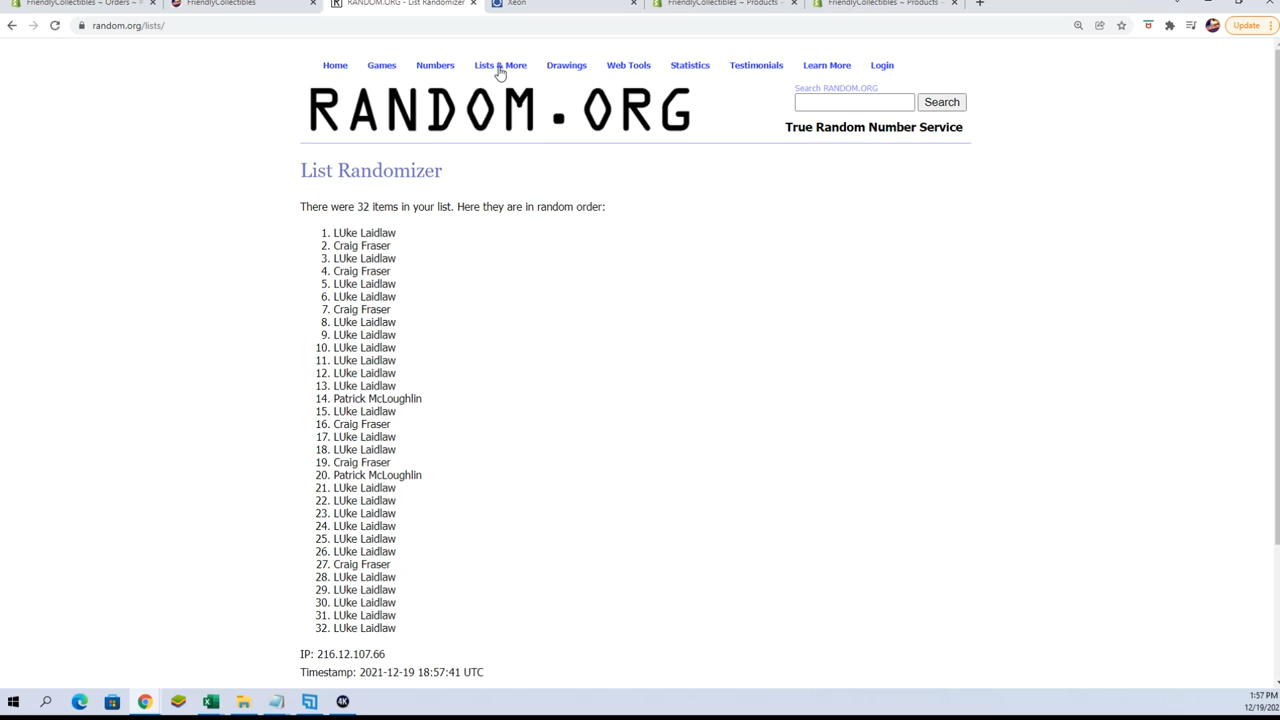 FriendlyCollectibles ~ Orders ~
FriendlyCollectibles
RANDOM.ORG - List Randomizer
Xeon
FriendlyCollectibles ~ Products
FriendlyCollectibles ~ Products
random.org/lists/
Update
Home Games Numbers Lists & More Drawings Web Tools Statistics Testimonials Learn More Login
Search RANDOM.ORG
RANDOM.ORG
Search
True Random Number Service
List Randomizer
There were 32 items in your list. Here they are in random order:
1. LUke Laidlaw
2. Craig Fraser
3. LUke Laidlaw
4. Craig Fraser
5. LUke Laidlaw
6. LUke Laidlaw
7. Craig Fraser
8. LUke Laidlaw
9. LUke Laidlaw
10. LUke Laidlaw
11. LUke Laidlaw
12. LUke Laidlaw
13. LUke Laidlaw
14. Patrick McLoughlin
15. LUke Laidlaw
16. Craig Fraser
17. LUke Laidlaw
18. LUke Laidlaw
19. Craig Fraser
20. Patrick McLoughlin
21. LUke Laidlaw
22. LUke Laidlaw
23. LUke Laidlaw
24. LUke Laidlaw
25. LUke Laidlaw
26. LUke Laidlaw
27. Craig Fraser
28. LUke Laidlaw
29. LUke Laidlaw
30. LUke Laidlaw
31. LUke Laidlaw
32. LUke Laidlaw
IP: 216.12.107.66
Timestamp: 2021-12-19 18:57:41 UTC
4K
1:57 PM
12/19/202